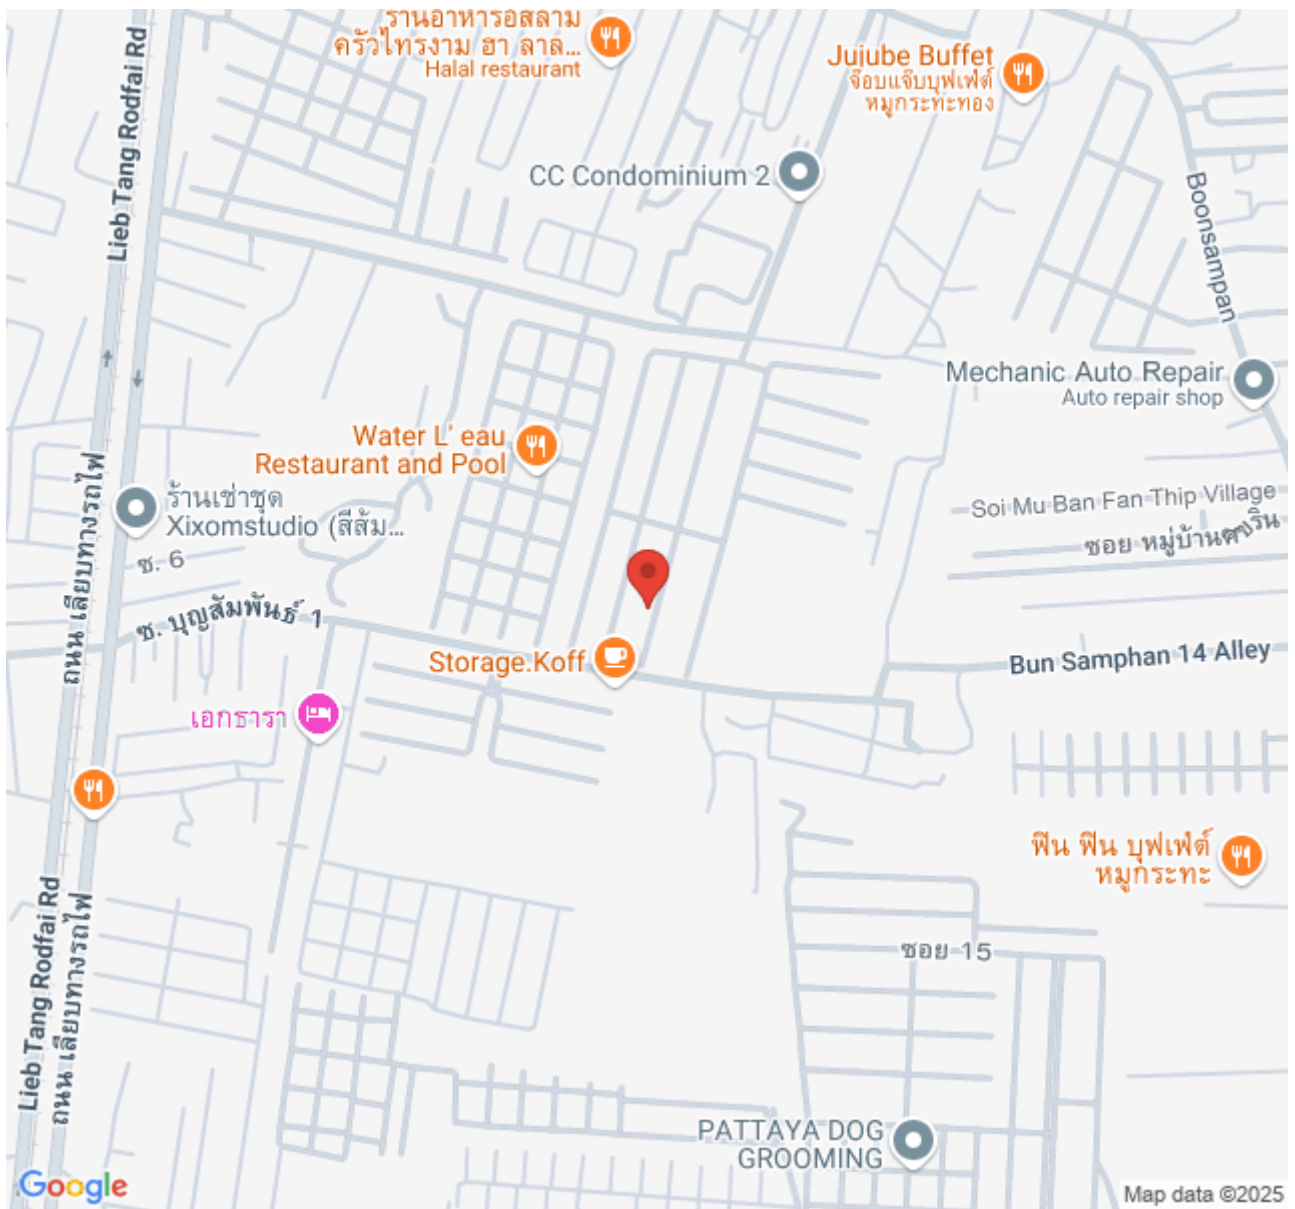 ร้านอาหารอิสลาม
ครัวไทรงาม ฮา ลาล...
Halal restaurant
Jujube Buffet
จ๊อบแจ๊บบุฟเฟ่ต์
หมูกระทะทอง
Lieb Tang Rodfai Rd
CC Condominium 2
Boonsampan
Mechanic Auto Repair
Auto repair shop
Water L' eau
Restaurant and Pool
ถนน เลียบทางรถไฟ
ร้านเช่าชุด
Xixomstudio (สีส้ม...
Soi Mu Ban Fan Thip Village
ซอย หมู่บ้าน
ซ. 6
ซ. บุญสัมพันธ์ 1
Storage.Koff
Bun Samphan 14 Alley
เอกธารา
ฟิน ฟิน บุฟเฟ่ต์
หมูกระทะ
Lieb Tang Rodfai Rd
ถนน เลียบทางรถไฟ
ซอย 15
PATTAYA DOG
GROOMING
Google
Map data ©2025